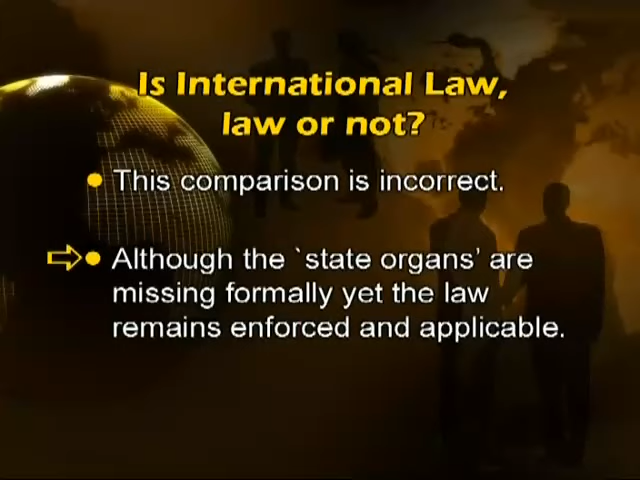 Is International Law,
law or not?
• This comparison is incorrect.
• Although the `state organs' are
missing formally yet the law
remains enforced and applicable.